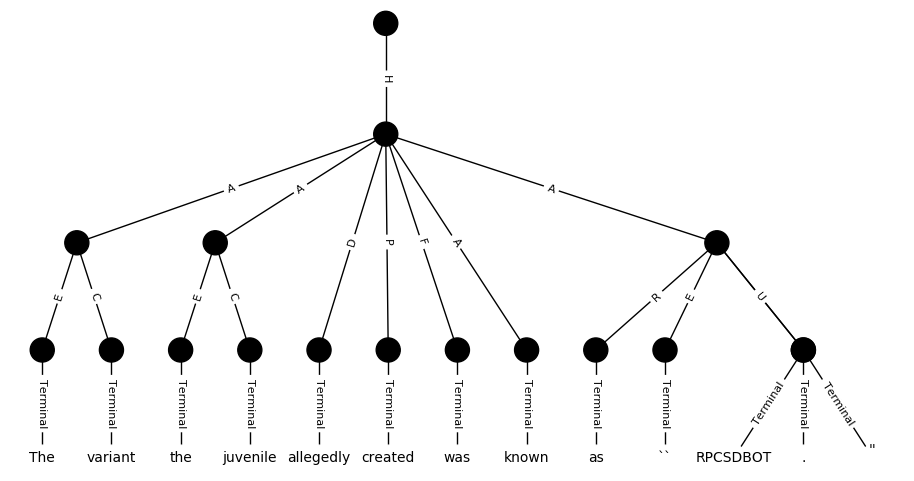 H
A A D P F A A
E C E C R E U
Terminal Terminal Terminal Terminal Terminal Terminal Terminal Terminal Terminal Terminal Terminal Terminal Terminal
The variant the juvenile allegedly created was known as `` RPCSDBOT . "